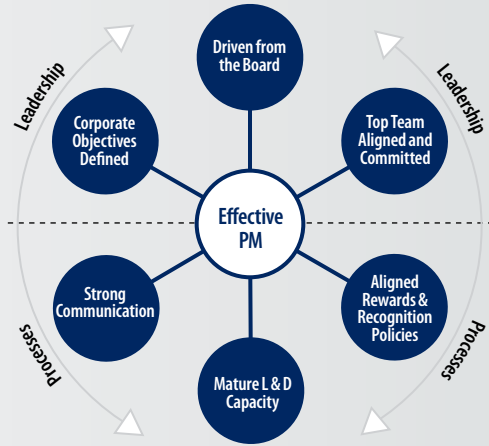 Driven from
the Board
Leadership
Leadership
Corporate
Objectives
Defined
Top Team
Aligned and
Committed
Effective
PM
Strong
Communication
Aligned
Rewards &
Recognition
Policies
Processes
Processes
Mature L & D
Capacity